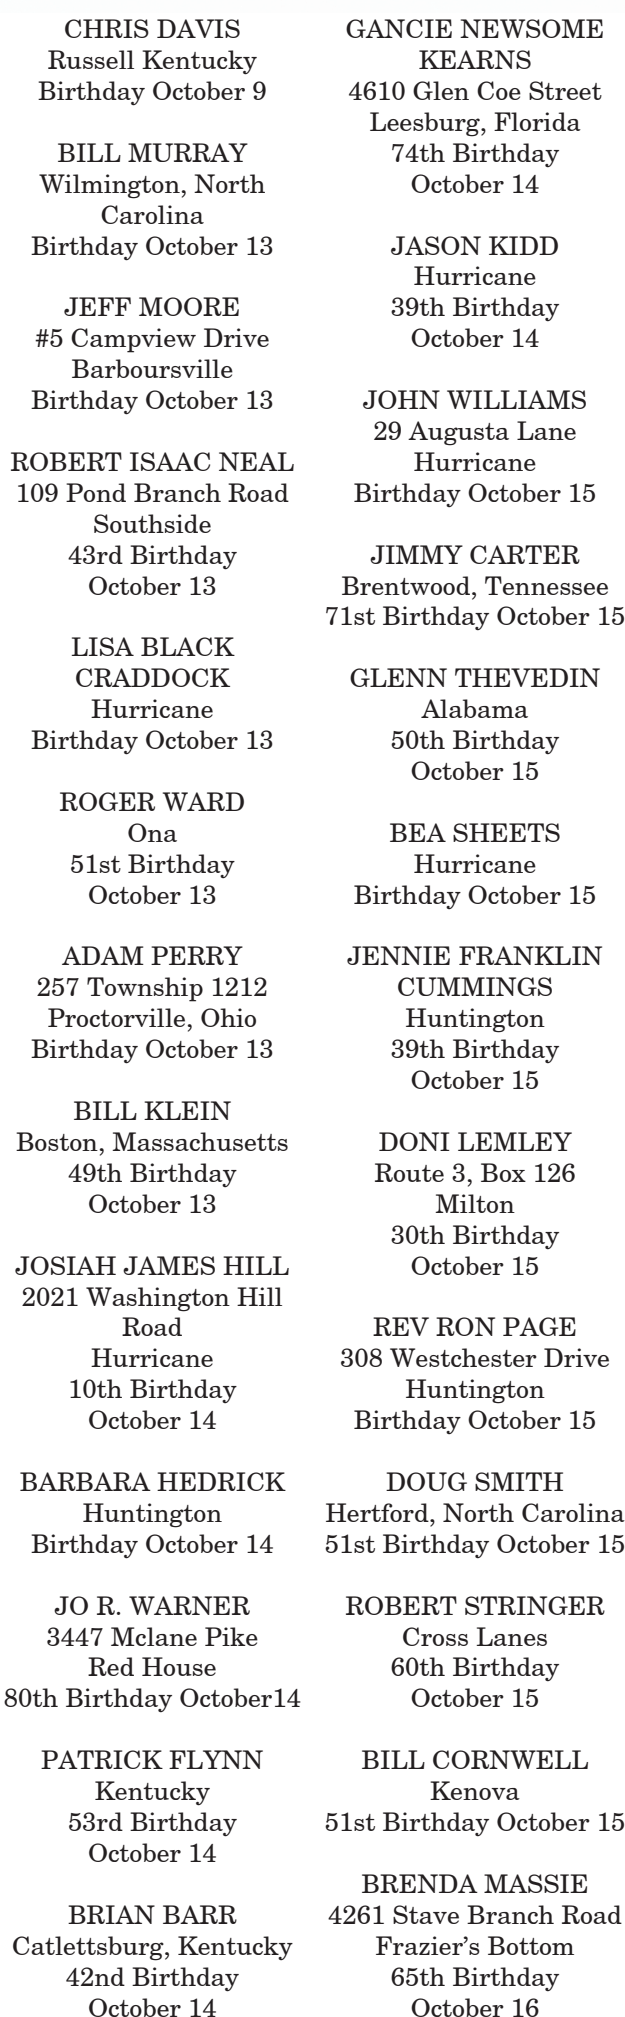 CHRIS DAVIS
Russell Kentucky
Birthday October 9
BILL MURRAY
Wilmington, North
Carolina
Birthday October 13
JEFF MOORE
#5 Campview Drive
Barboursville
Birthday October 13
ROBERT ISAAC NEAL
109 Pond Branch Road
Southside
43rd Birthday
October 13
LISA BLACK
CRADDOCK
Hurricane
Birthday October 13
ROGER WARD
Ona
51st Birthday
October 13
ADAM PERRY
257 Township 1212
Proctorville, Ohio
Birthday October 13
BILL KLEIN
Boston, Massachusetts
49th Birthday
October 13
JOSIAH JAMES HILL
2021 Washington Hill
Road
Hurricane
10th Birthday
October 14
BARBARA HEDRICK
Huntington
Birthday October 14
JO R. WARNER
3447 Mclane Pike
Red House
80th Birthday October14
PATRICK FLYNN
Kentucky
53rd Birthday
October 14
BRIAN BARR
Catlettsburg, Kentucky
42nd Birthday
October 14
GANCIE NEWSOME
KEARNS
4610 Glen Coe Street
Leesburg, Florida
74th Birthday
October 14
JASON KIDD
Hurricane
39th Birthday
October 14
JOHN WILLIAMS
29 Augusta Lane
Hurricane
Birthday October 15
JIMMY CARTER
Brentwood, Tennessee
71st Birthday October 15
GLENN THEVEDIN
Alabama
50th Birthday
October 15
BEA SHEETS
Hurricane
Birthday October 15
JENNIE FRANKLIN
CUMMINGS
Huntington
39th Birthday
October 15
DONI LEMLEY
Route 3, Box 126
Milton
30th Birthday
October 15
REV RON PAGE
308 Westchester Drive
Huntington
Birthday October 15
DOUG SMITH
Hertford, North Carolina
51st Birthday October 15
ROBERT STRINGER
Cross Lanes
60th Birthday
October 15
BILL CORNWELL
Kenova
51st Birthday October 15
BRENDA MASSIE
4261 Stave Branch Road
Frazier's Bottom
65th Birthday
October 16